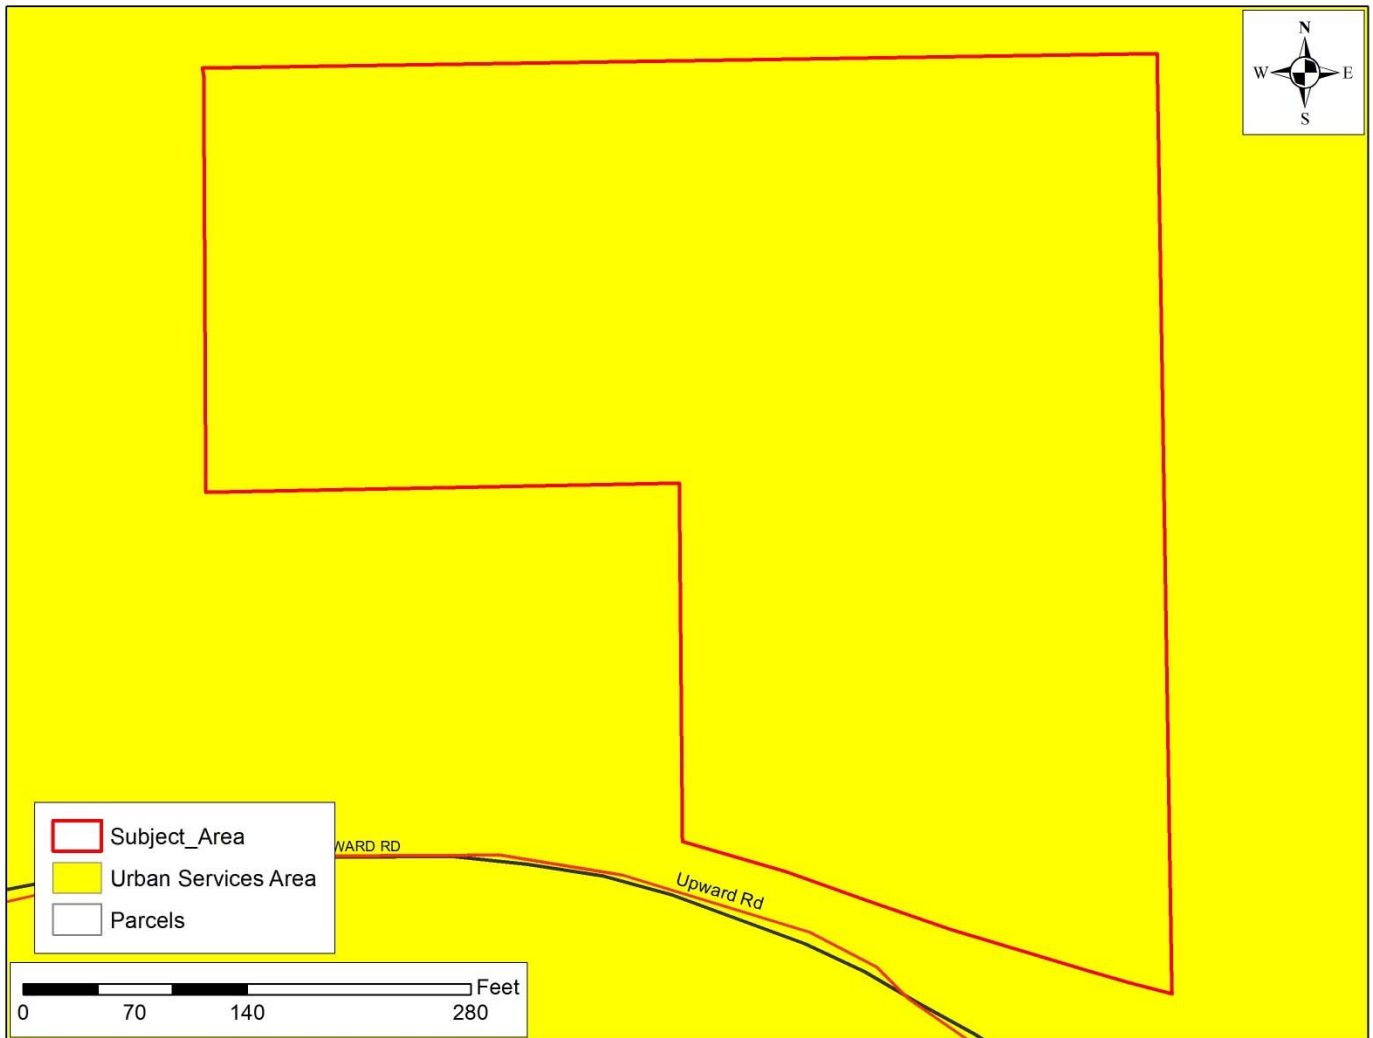 N
W E
S
WARD RD
Upward Rd
Subject_Area
Urban Services Area
Parcels
Feet
0 70 140 280